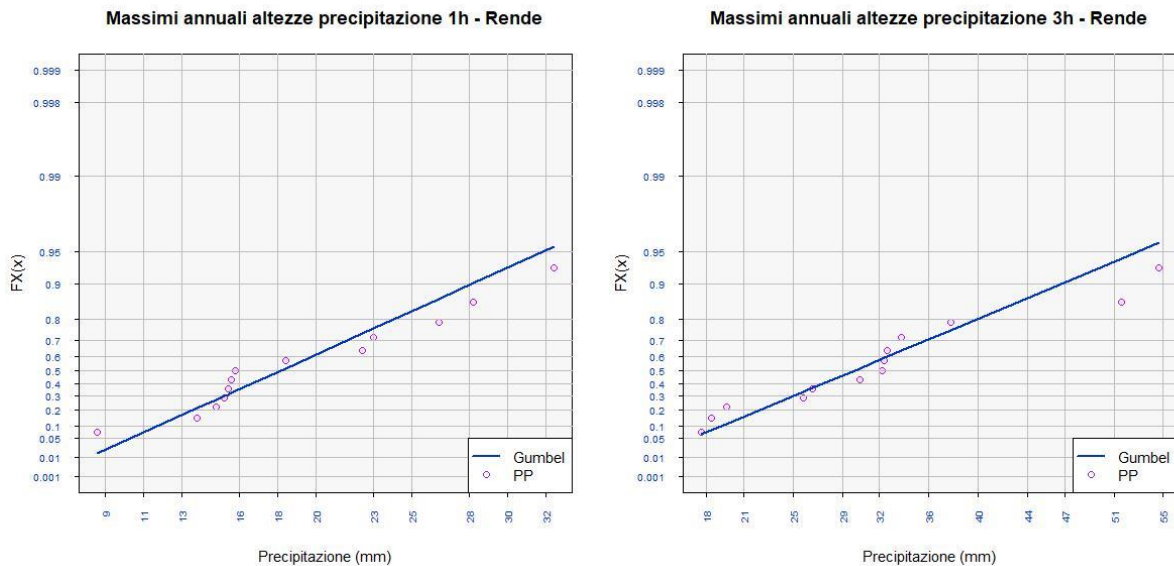 Massimi annuali altezze precipitazione 1h - Rende
0.999
0.998
0.99
0.95
0.9
0.8
0.7
0.6
0.5
0.4
0.3
0.2
0.1
0.05
0.01
0.001
FX(x)
Gumbel
PP
9 11 13 16 18 20 23 25 28 30 32
Precipitazione (mm)
Massimi annuali altezze precipitazione 3h - Rende
0.999
0.998
0.99
0.95
0.9
0.8
0.7
0.6
0.5
0.4
0.3
0.2
0.1
0.05
0.01
0.001
FX(x)
Gumbel
PP
18 21 25 29 32 36 40 44 47 51 55
Precipitazione (mm)